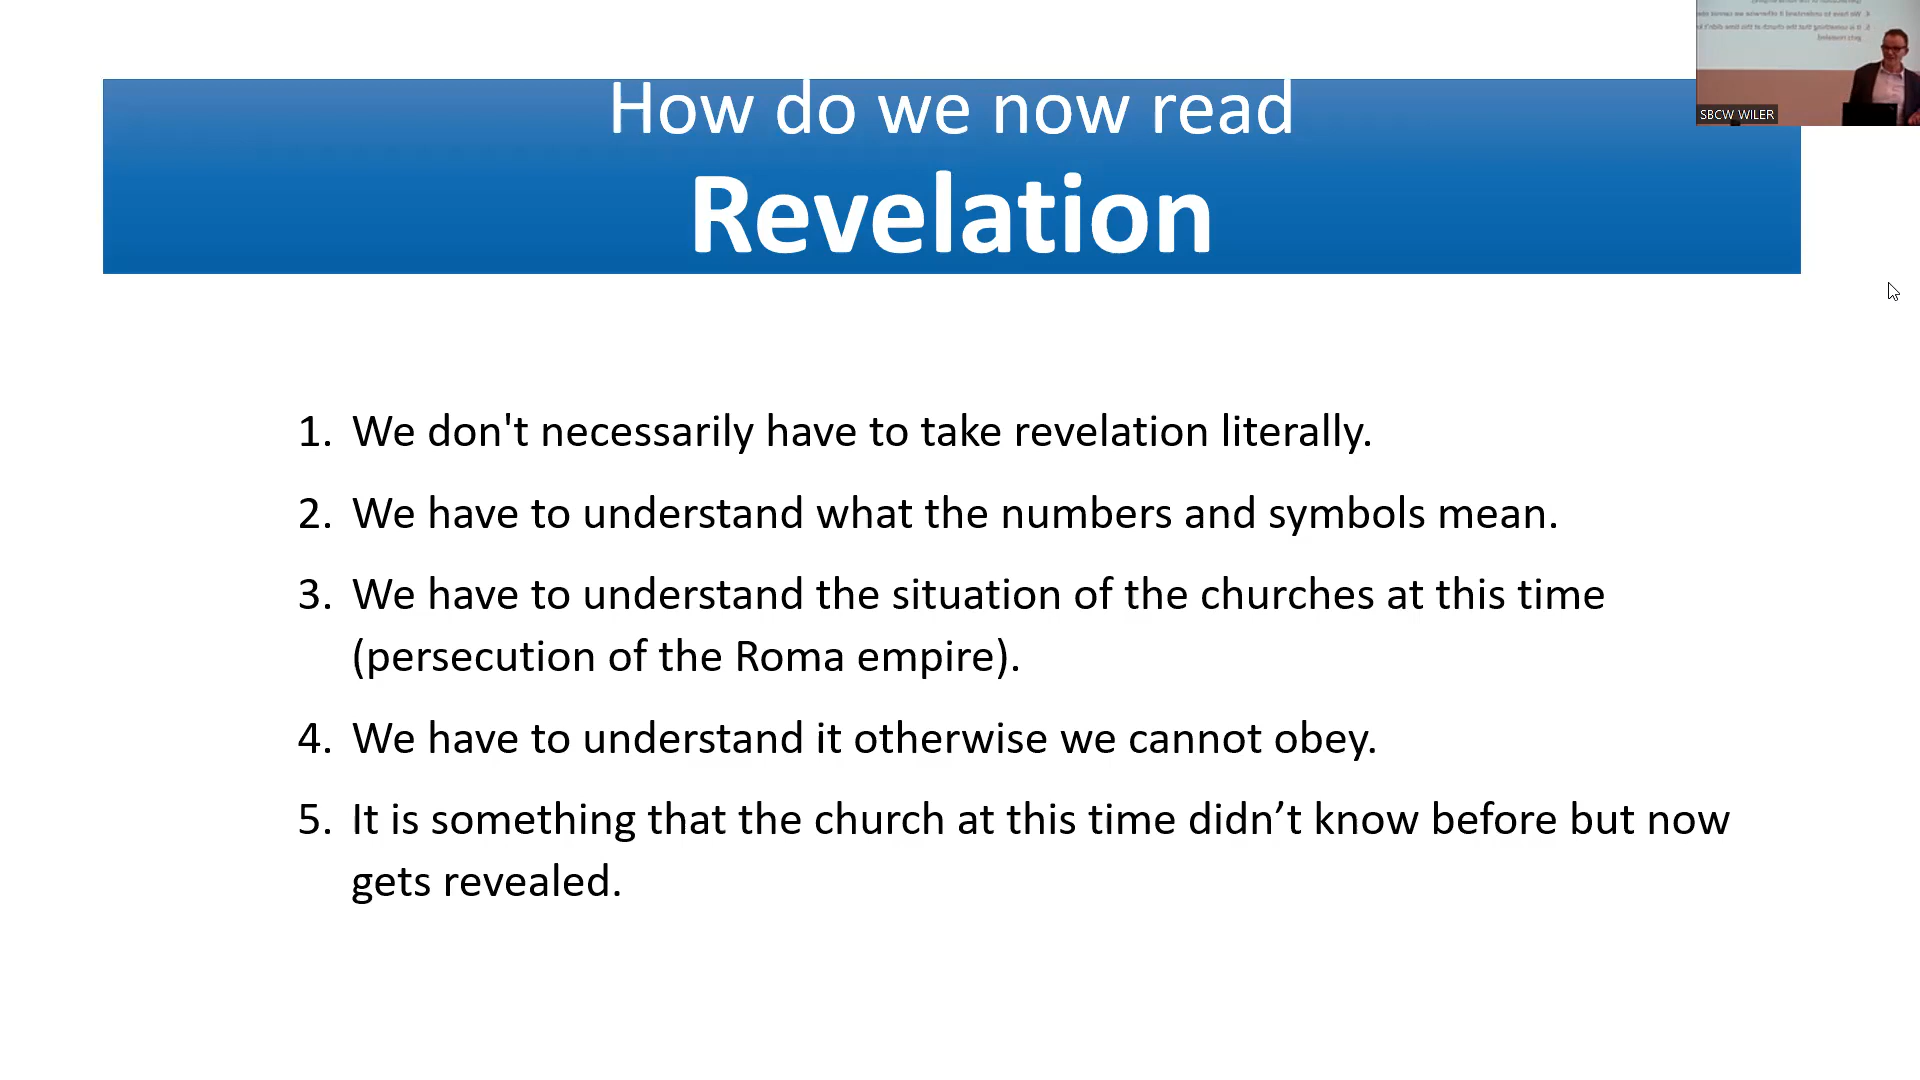 How do we now read
Revelation
SBCW WILER
1. We don't necessarily have to take revelation literally.
2. We have to understand what the numbers and symbols mean.
3. We have to understand the situation of the churches at this time
(persecution of the Roma empire).
4. We have to understand it otherwise we cannot obey.
5. It is something that the church at this time didn’t know before but now
gets revealed.